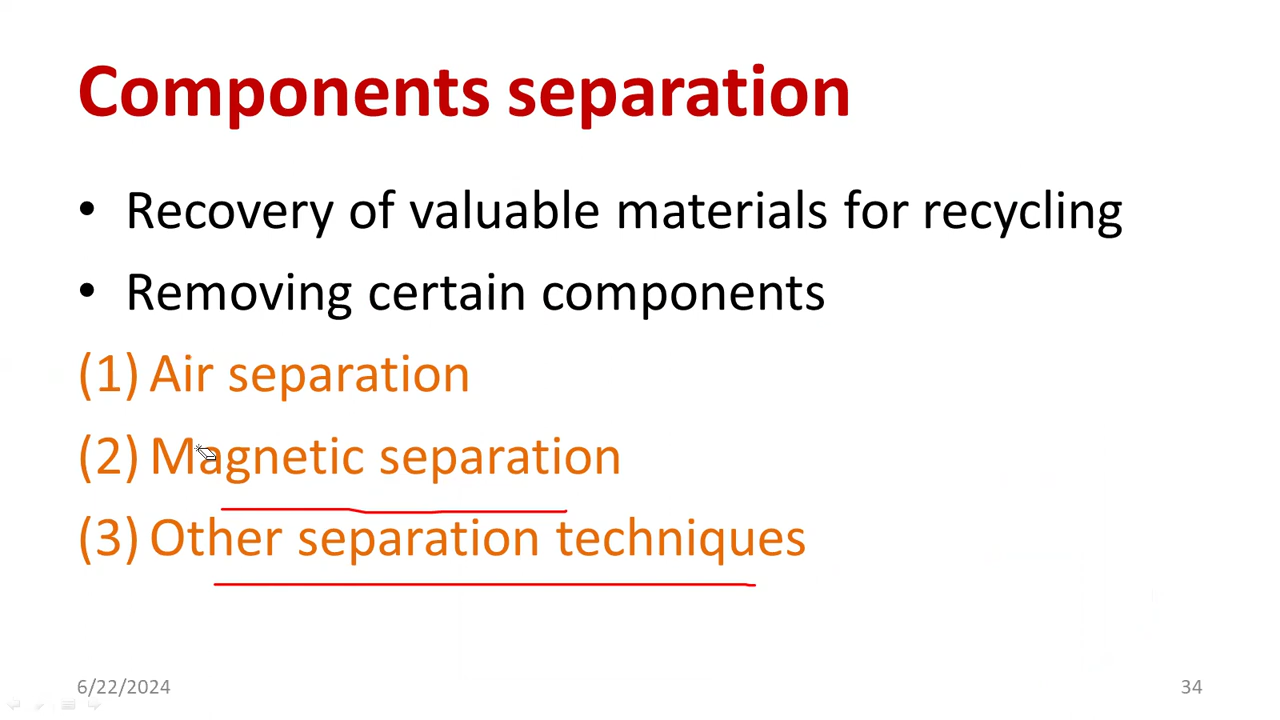 Components separation
• Recovery of valuable materials for recycling
• Removing certain components
(1) Air separation
(2) Magnetic separation
(3) Other separation techniques
6/22/2024
34